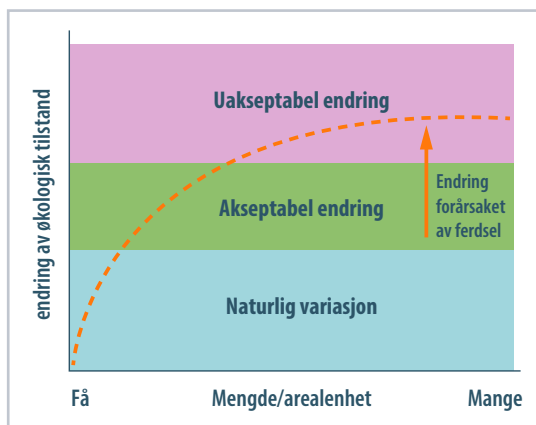 endring av økologisk tilstand
Uakseptabel endring
Akseptabel endring
Endring
forårsaket
av ferdsel
Naturlig variasjon
Få
Mengde/arealenhet
Mange